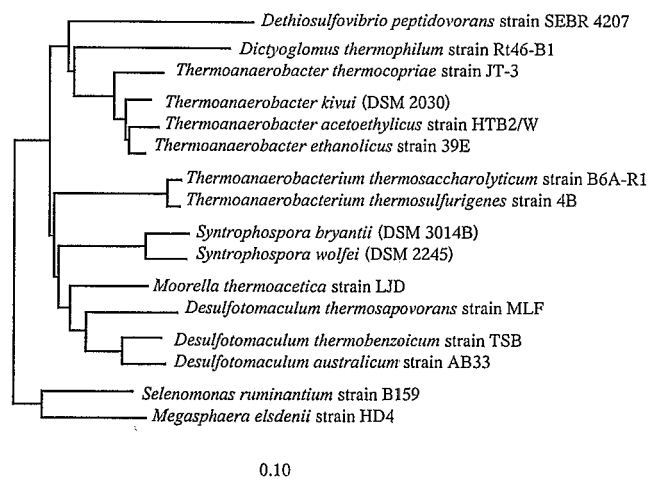 Dethiosulfovibrio peptidovorans strain SEBR 4207
Dictyoglomus thermophilum strain Rt46-B1
Thermoanaerobacter thermocopriae strain JT-3
Thermoanaerobacter kivui (DSM 2030)
Thermoanaerobacter acetoethylicus strain HTB2/W
Thermoanaerobacter ethanolicus strain 39E
Thermoanaerobacterium thermosaccharolyticum strain B6A-R1
Thermoanaerobacterium thermosulfurigenes strain 4B
Syntrophospora bryantii (DSM 3014B)
Syntrophospora wolfei (DSM 2245)
Moorella thermoacetica strain LJD
Desulfotomaculum thermosapovorans strain MLF
Desulfotomaculum thermobenzoicum strain TSB
Desulfotomaculum australicum strain AB33
Selenomonas ruminantium strain B159
Megasphaera elsdenii strain HD4
0.10